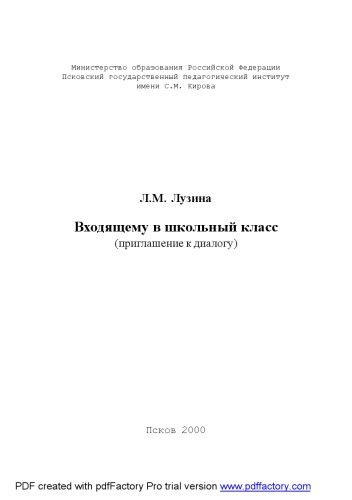 Министерство образования Российской Федерации
Псковский государственный педагогический институт
имени С.М. Кирова
Л.М. Лузина
Входящему в школьный класс
(приглашение к диалогу)
Псков 2000
PDF created with pdfFactory Pro trial version www.pdffactory.com